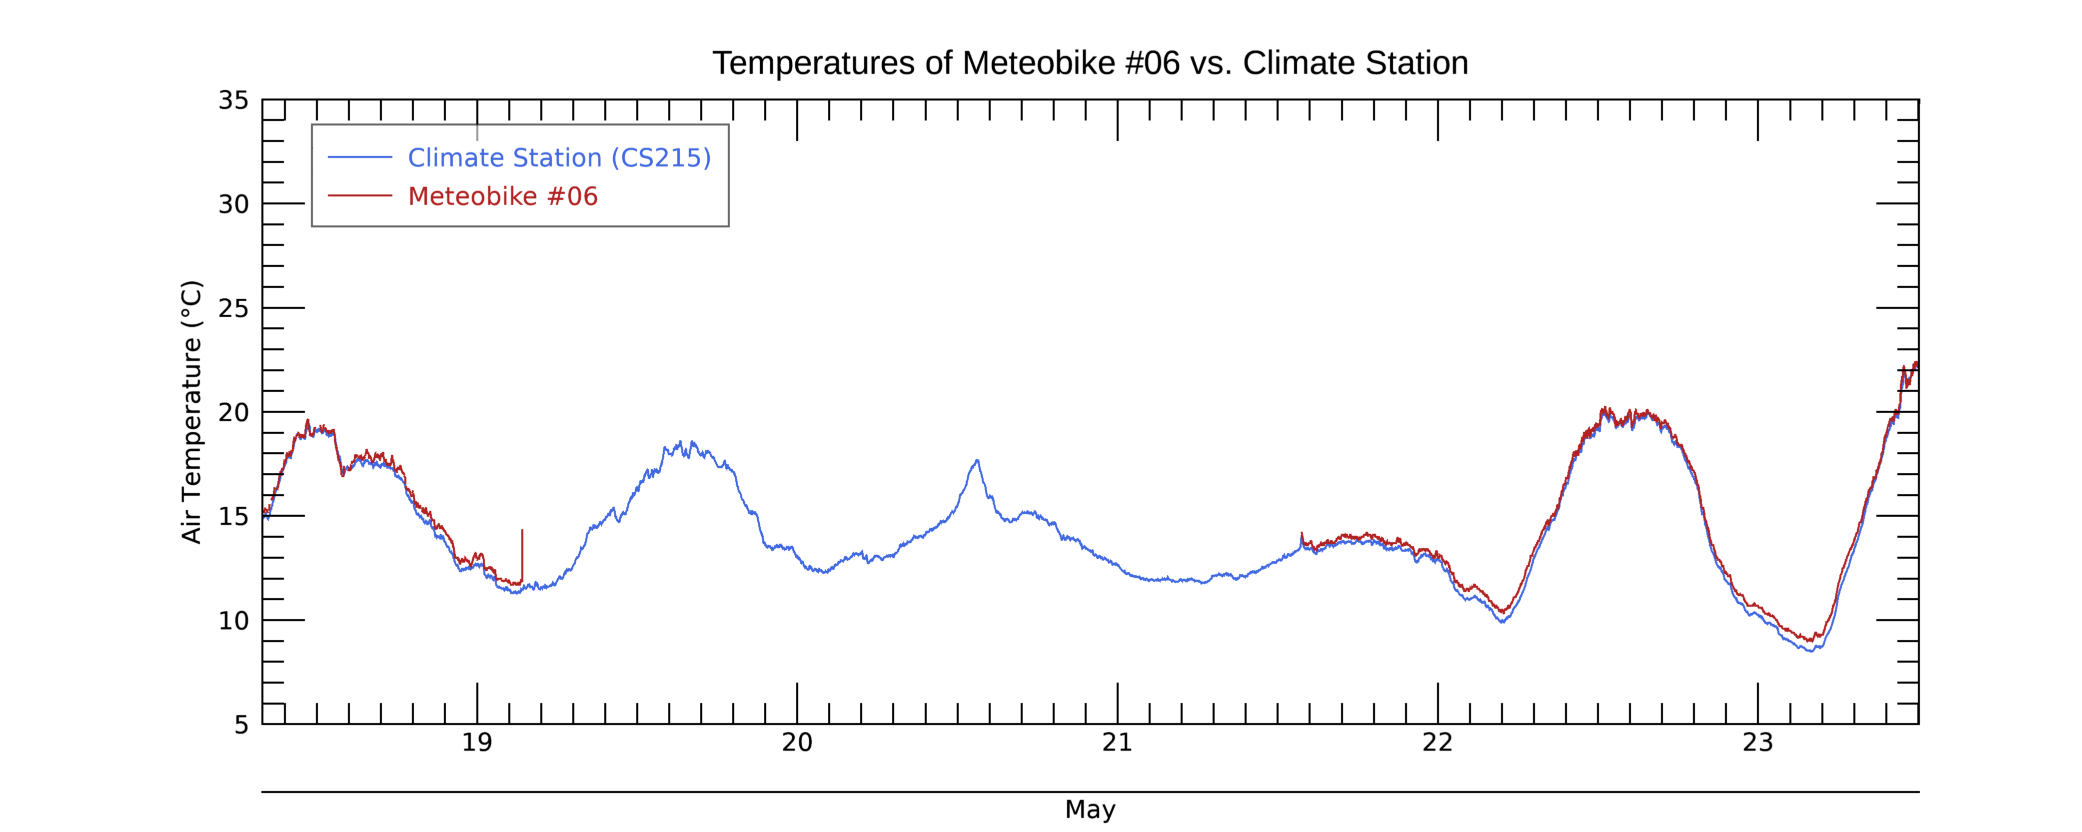 Temperatures of Meteobike #06 vs. Climate Station
35
30
25
20
15
10
5
Air Temperature (°C)
Climate Station (CS215)
Meteobike #06
19 20 21 22 23
May